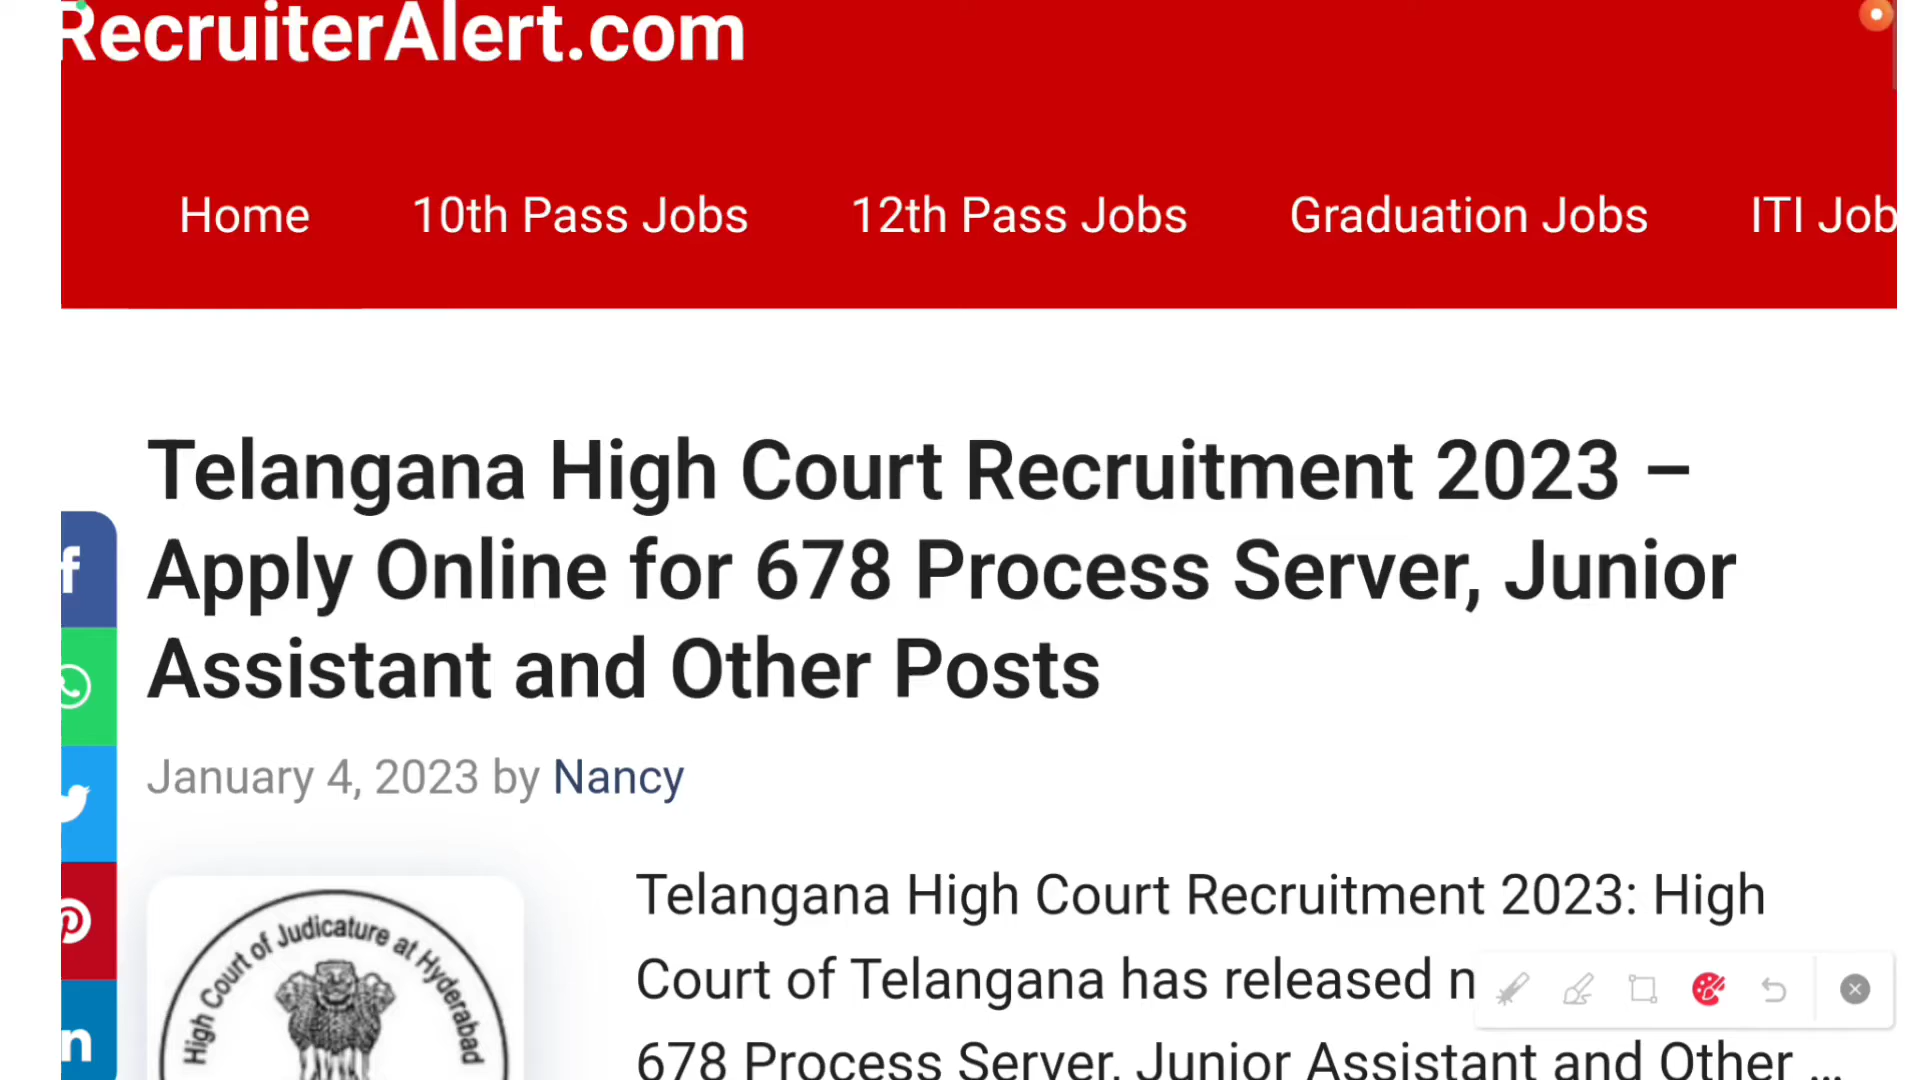 RecruiterAlert.com
Home 10th Pass Jobs 12th Pass Jobs Graduation Jobs ITI Job
Telangana High Court Recruitment 2023 –
Apply Online for 678 Process Server, Junior
Assistant and Other Posts
January 4, 2023 by Nancy
High Court of Judicature at Hyderabad
Telangana High Court Recruitment 2023: High
Court of Telangana has released n
678 Process Server, Junior Assistant and Other ...